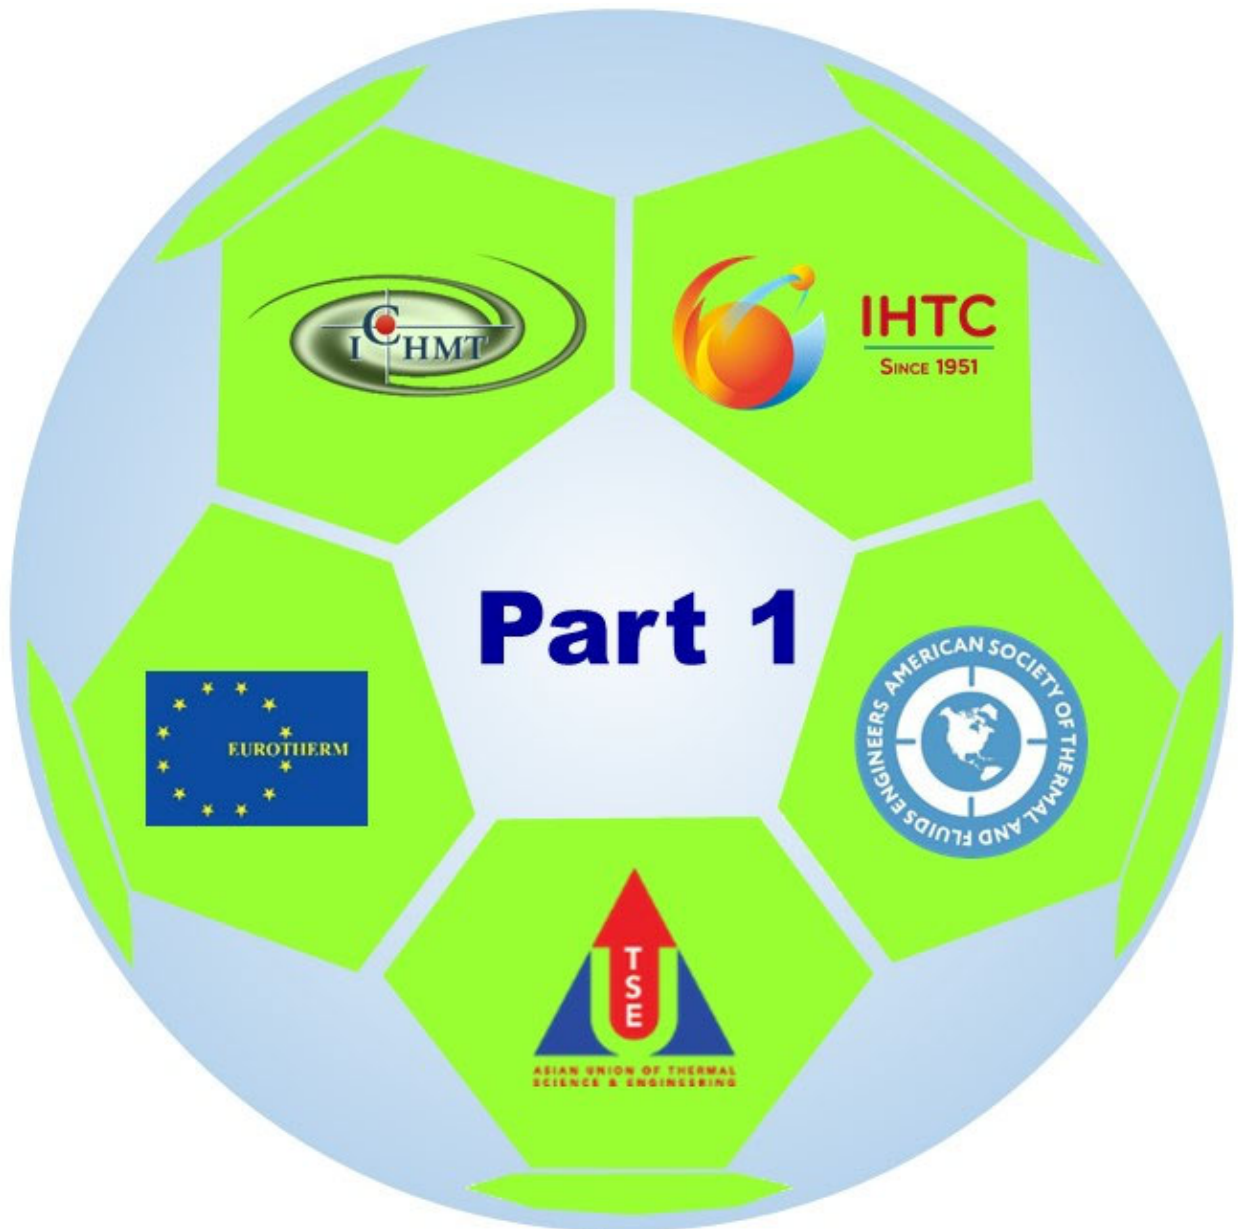 ICHMT
IHTC
SINCE 1951
Part 1
EUROTHERM
AMERICAN SOCIETY OF THERMAL AND FLUIDS ENGINEERS
TSE
U
ASIAN UNION OF THERMAL
SCIENCE & ENGINEERING